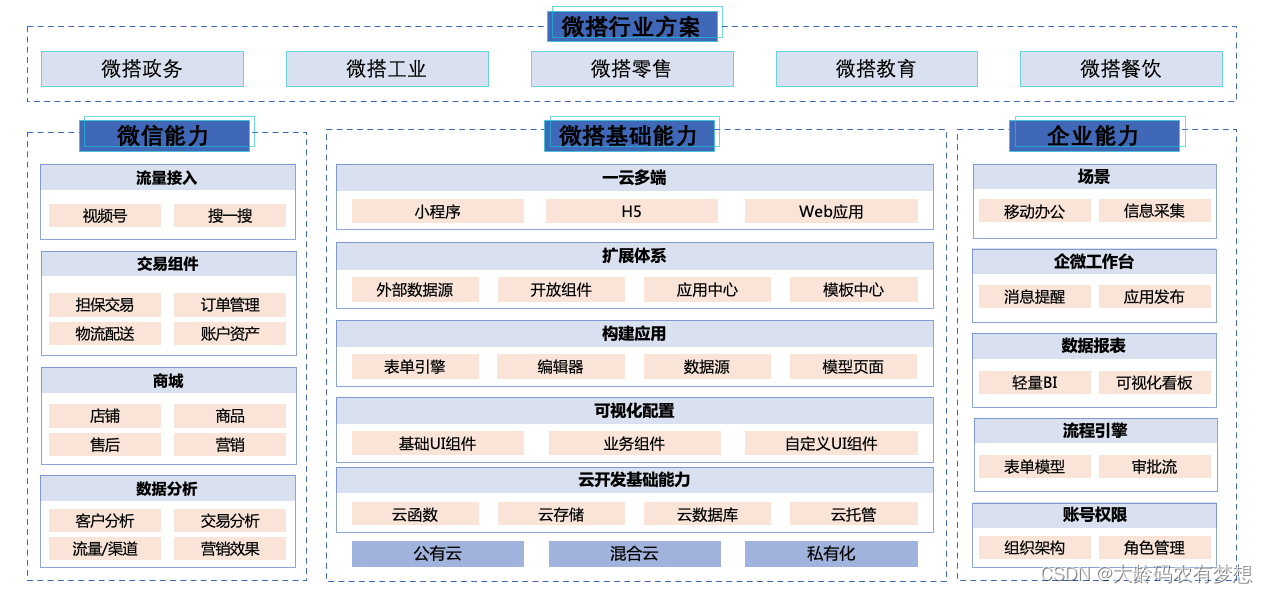 微搭行业方案
微搭政务 微搭工业 微搭零售 微搭教育 微搭餐饮
微信能力
流量接入
视频号 搜一搜
交易组件
担保交易 订单管理
物流配送 账户资产
商城
店铺 商品
售后 营销
数据分析
客户分析 交易分析
流量/渠道 营销效果
微搭基础能力
一云多端
小程序 H5 Web应用
扩展体系
外部数据源 开放组件 应用中心 模板中心
构建应用
表单引擎 编辑器 数据源 模型页面
可视化配置
基础UI组件 业务组件 自定义UI组件
云开发基础能力
云函数 云存储 云数据库 云托管
公有云 混合云 私有化
企业能力
场景
移动办公 信息采集
企微工作台
消息提醒 应用发布
数据报表
轻量BI 可视化看板
流程引擎
表单模型 审批流
账号权限
组织架构 角色管理
CSDN @大龄码农有梦想